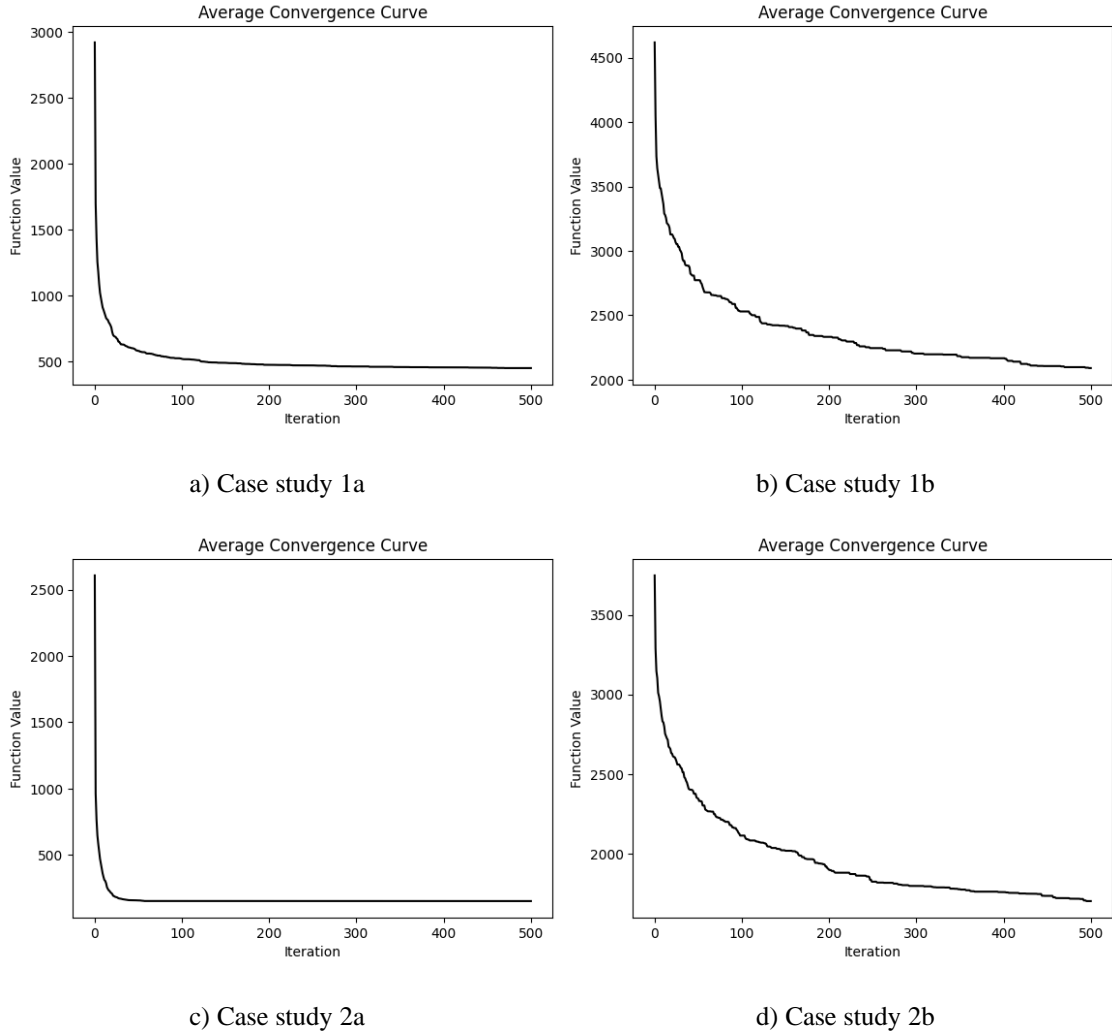 Average Convergence Curve
3000
2500
2000
1500
1000
500
Function Value
0 100 200 300 400 500
Iteration
a) Case study 1a
Average Convergence Curve
4500
4000
3500
3000
2500
2000
Function Value
0 100 200 300 400 500
Iteration
b) Case study 1b
Average Convergence Curve
2500
2000
1500
1000
500
Function Value
0 100 200 300 400 500
Iteration
c) Case study 2a
Average Convergence Curve
3500
3000
2500
2000
Function Value
0 100 200 300 400 500
Iteration
d) Case study 2b